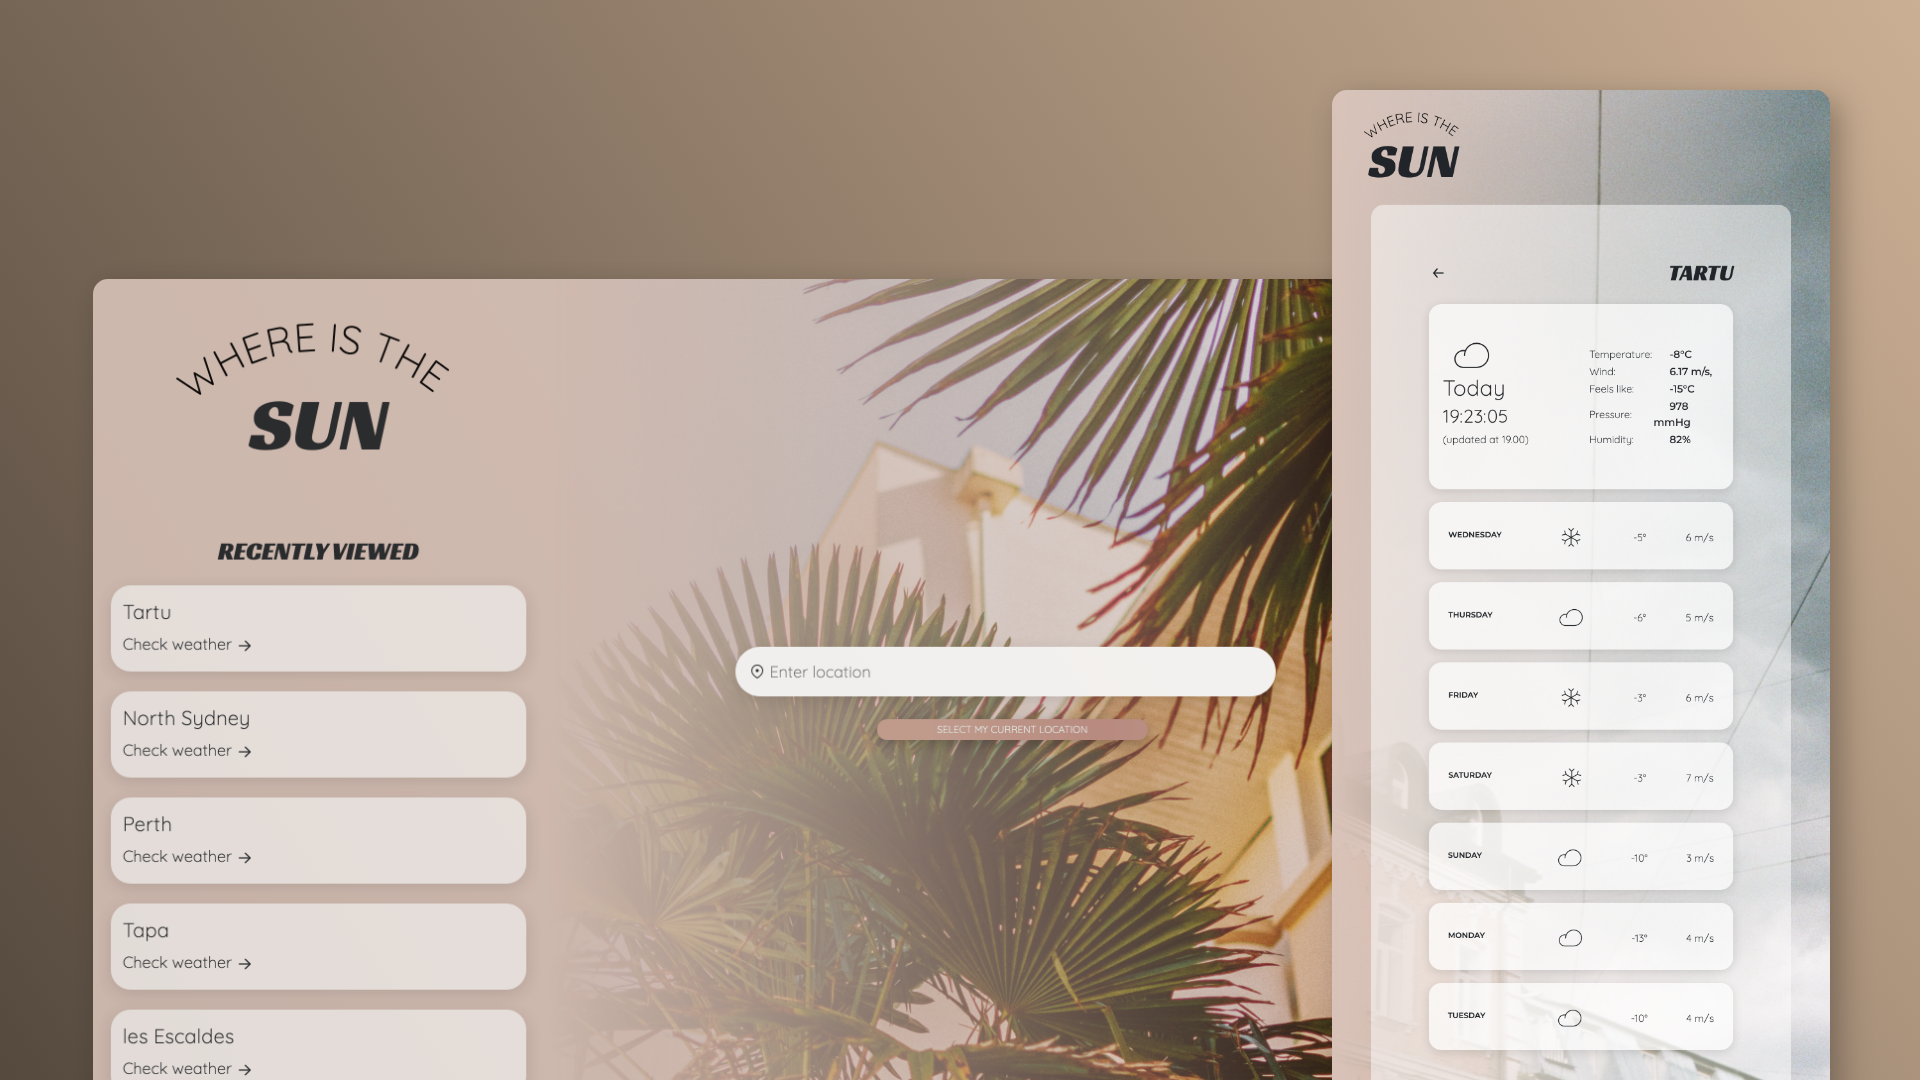 WHERE IS THE
SUN
RECENTLY VIEWED
Tartu
Check weather →
North Sydney
Check weather →
Perth
Check weather →
Tapa
Check weather →
les Escaldes
Check weather →
Enter location
SELECT MY CURRENT LOCATION
WHERE IS THE
SUN
← TARTU
Today
19:23:05
(updated at 19:00)
Temperature: -8°C
Wind: 6.17 m/s,
Feels like: -15°C
Pressure: 978
mmHg
Humidity: 82%
WEDNESDAY -5° 6 m/s
THURSDAY -6° 5 m/s
FRIDAY -3° 6 m/s
SATURDAY -3° 7 m/s
SUNDAY -10° 3 m/s
MONDAY -13° 4 m/s
TUESDAY -10° 4 m/s